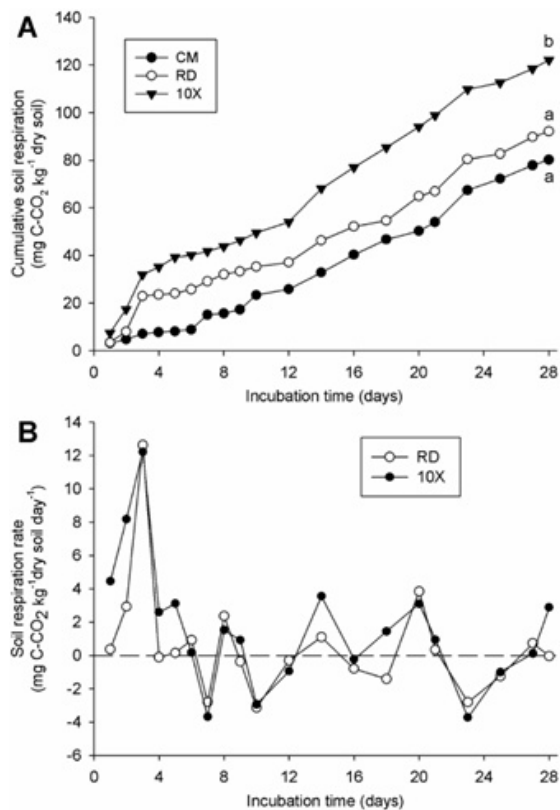 A
140
b
CM
RD
10X
120
a
100
a
80
60
40
20
0
Cumulative soil respiration
(mg C-CO₂ kg⁻¹ dry soil)
0 4 8 12 16 20 24 28
Incubation time (days)
B
14
RD
10X
12
10
8
6
4
2
0
-2
-4
-6
Soil respiration rate
(mg C-CO₂ kg⁻¹dry soil day⁻¹)
0 4 8 12 16 20 24 28
Incubation time (days)